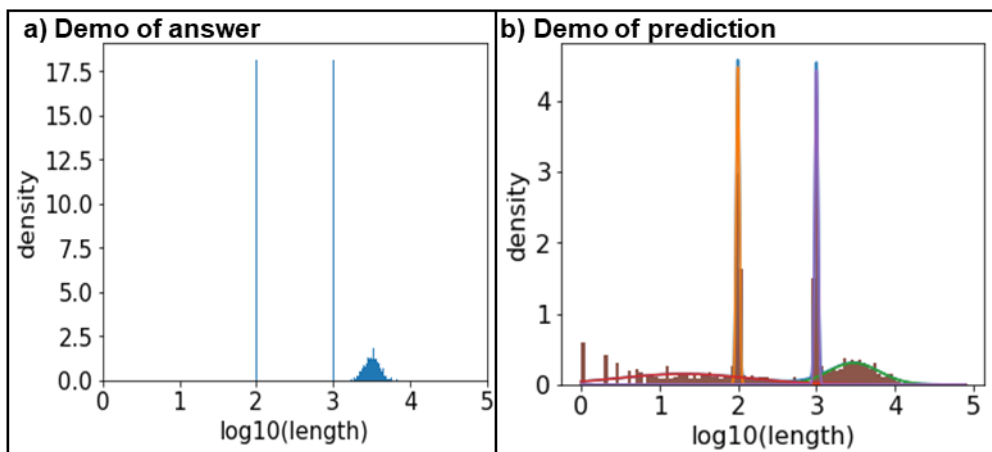 a) Demo of answer
17.5
15.0
12.5
10.0
7.5
5.0
2.5
0.0
density
0 1 2 3 4 5
log10(length)
b) Demo of prediction
4
3
2
1
0
density
0 1 2 3 4 5
log10(length)